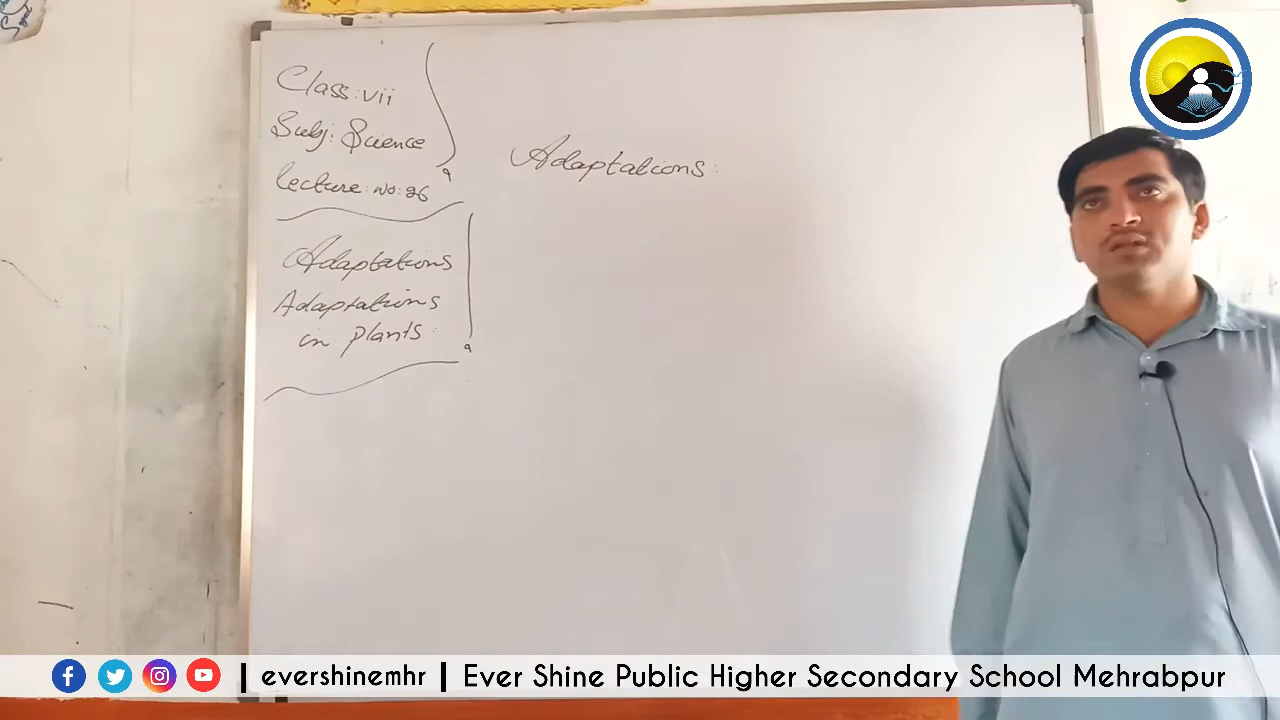 Class: vii
Subj: Science
Lecture: No: 26
Adaptations
Adaptations
in plants:
Adaptations:
| evershinemhr | Ever Shine Public Higher Secondary School Mehrabpur